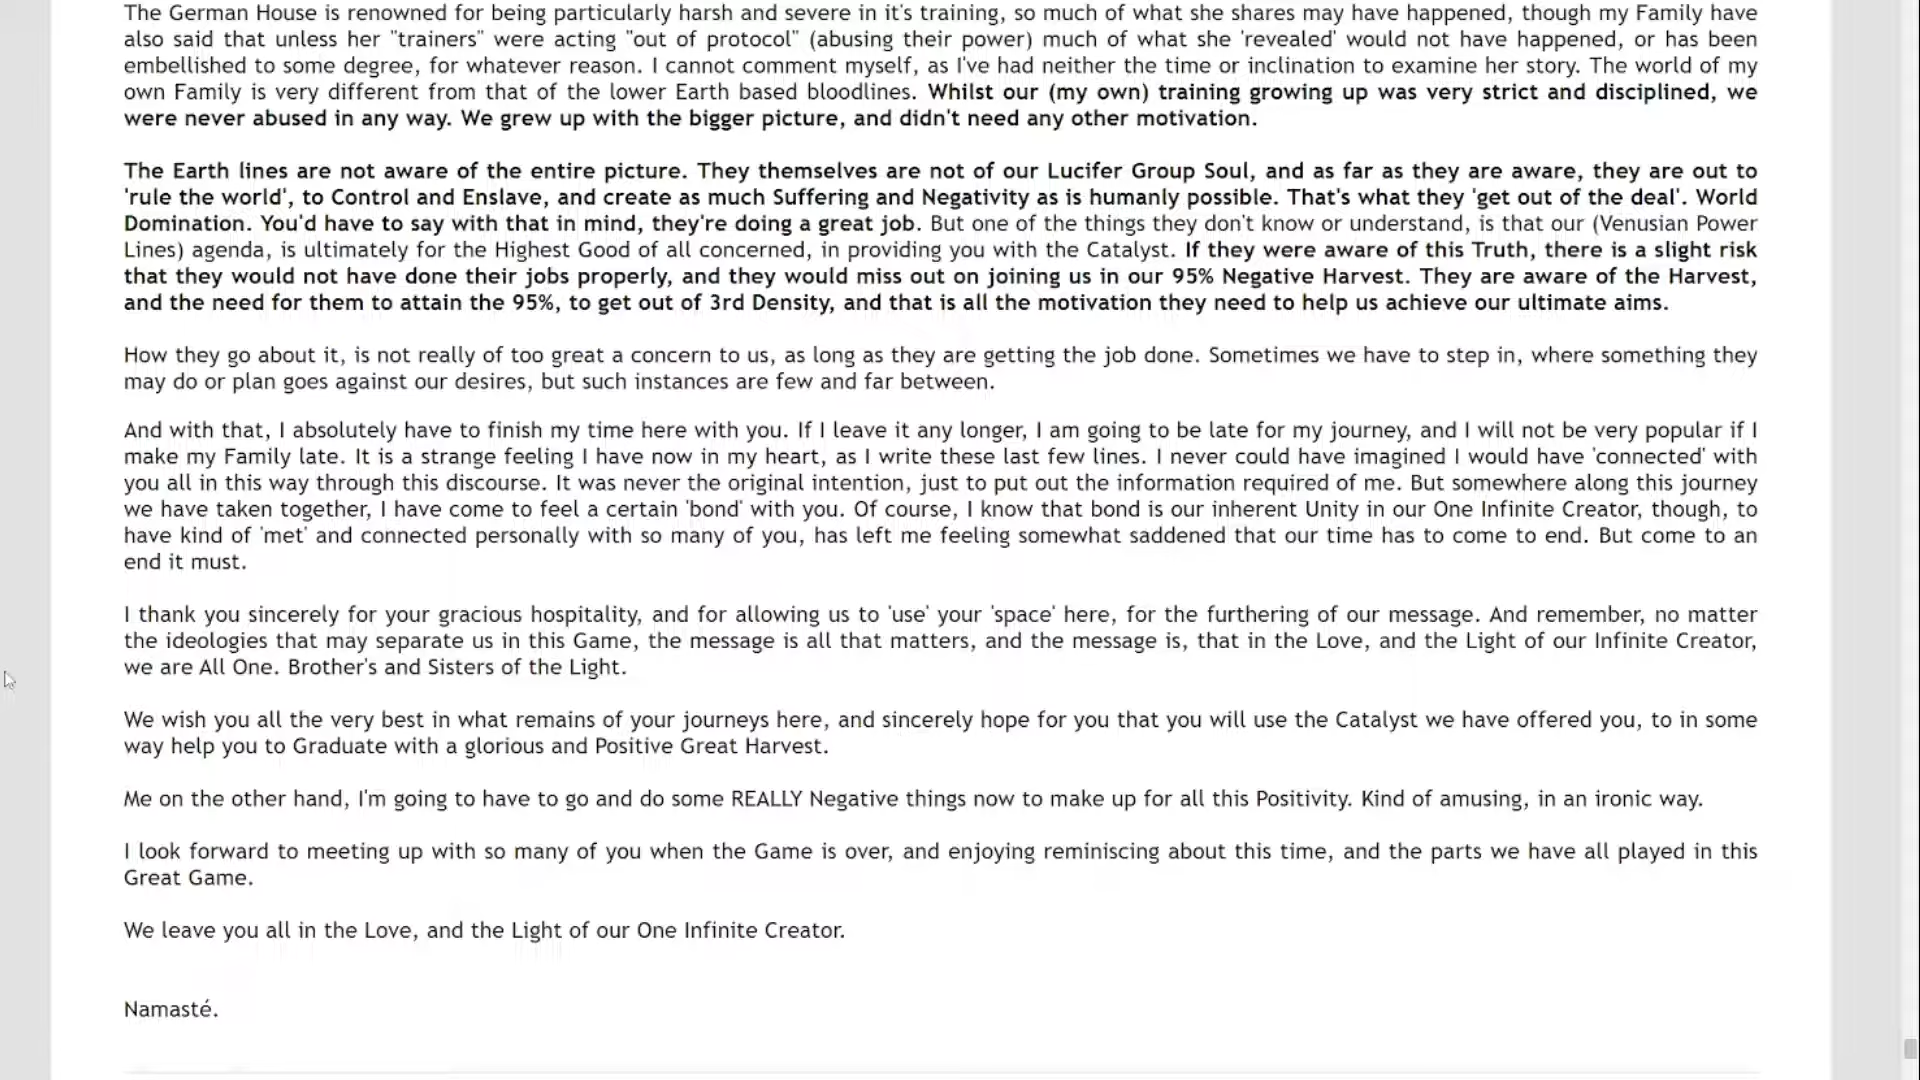 The German House is renowned for being particularly harsh and severe in it's training, so much of what she shares may have happened, though my Family have
also said that unless her "trainers" were acting "out of protocol" (abusing their power) much of what she 'revealed' would not have happened, or has been
embellished to some degree, for whatever reason. I cannot comment myself, as I've had neither the time or inclination to examine her story. The world of my
own Family is very different from that of the lower Earth based bloodlines. Whilst our (my own) training growing up was very strict and disciplined, we
were never abused in any way. We grew up with the bigger picture, and didn't need any other motivation.
The Earth lines are not aware of the entire picture. They themselves are not of our Lucifer Group Soul, and as far as they are aware, they are out to
'rule the world', to Control and Enslave, and create as much Suffering and Negativity as is humanly possible. That's what they 'get out of the deal'. World
Domination. You'd have to say with that in mind, they're doing a great job. But one of the things they don't know or understand, is that our (Venusian Power
Lines) agenda, is ultimately for the Highest Good of all concerned, in providing you with the Catalyst. If they were aware of this Truth, there is a slight risk
that they would not have done their jobs properly, and they would miss out on joining us in our 95% Negative Harvest. They are aware of the Harvest,
and the need for them to attain the 95%, to get out of 3rd Density, and that is all the motivation they need to help us achieve our ultimate aims.
How they go about it, is not really of too great a concern to us, as long as they are getting the job done. Sometimes we have to step in, where something they
may do or plan goes against our desires, but such instances are few and far between.
And with that, I absolutely have to finish my time here with you. If I leave it any longer, I am going to be late for my journey, and I will not be very popular if I
make my Family late. It is a strange feeling I have now in my heart, as I write these last few lines. I never could have imagined I would have 'connected' with
you all in this way through this discourse. It was never the original intention, just to put out the information required of me. But somewhere along this journey
we have taken together, I have come to feel a certain 'bond' with you. Of course, I know that bond is our inherent Unity in our One Infinite Creator, though, to
have kind of 'met' and connected personally with so many of you, has left me feeling somewhat saddened that our time has to come to end. But come to an
end it must.
I thank you sincerely for your gracious hospitality, and for allowing us to 'use' your 'space' here, for the furthering of our message. And remember, no matter
the ideologies that may separate us in this Game, the message is all that matters, and the message is, that in the Love, and the Light of our Infinite Creator,
we are All One. Brother's and Sisters of the Light.
We wish you all the very best in what remains of your journeys here, and sincerely hope for you that you will use the Catalyst we have offered you, to in some
way help you to Graduate with a glorious and Positive Great Harvest.
Me on the other hand, I'm going to have to go and do some REALLY Negative things now to make up for all this Positivity. Kind of amusing, in an ironic way.
I look forward to meeting up with so many of you when the Game is over, and enjoying reminiscing about this time, and the parts we have all played in this
Great Game.
We leave you all in the Love, and the Light of our One Infinite Creator.
Namasté.